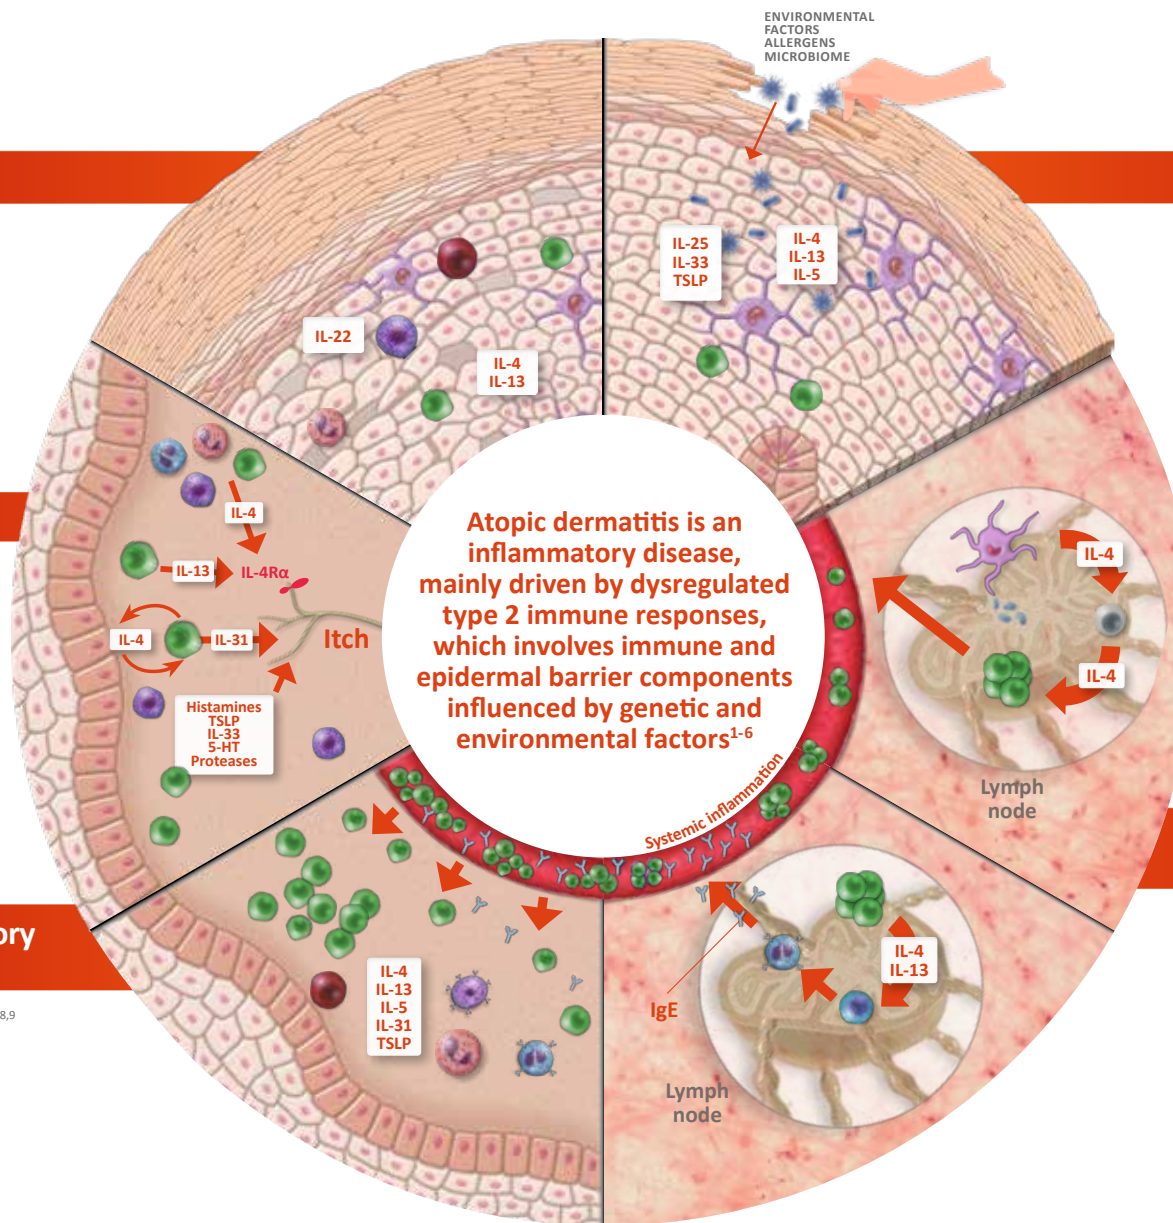 ENVIRONMENTAL
FACTORS
ALLERGENS
MICROBIOME
IL-25
IL-33
TSLP
IL-4
IL-13
IL-5
IL-22
IL-4
IL-13
IL-4
IL-13
IL-4Rα
IL-4
IL-31
Itch
Histamines
TSLP
IL-33
5-HT
Proteases
Atopic dermatitis is an
inflammatory disease,
mainly driven by dysregulated
type 2 immune responses,
which involves immune and
epidermal barrier components
influenced by genetic and
environmental factors1-6
Systemic inflammation
IL-4
IL-4
Lymph
node
IL-4
IL-13
IgE
Lymph
node
IL-4
IL-13
IL-5
IL-31
TSLP
ory
8,9